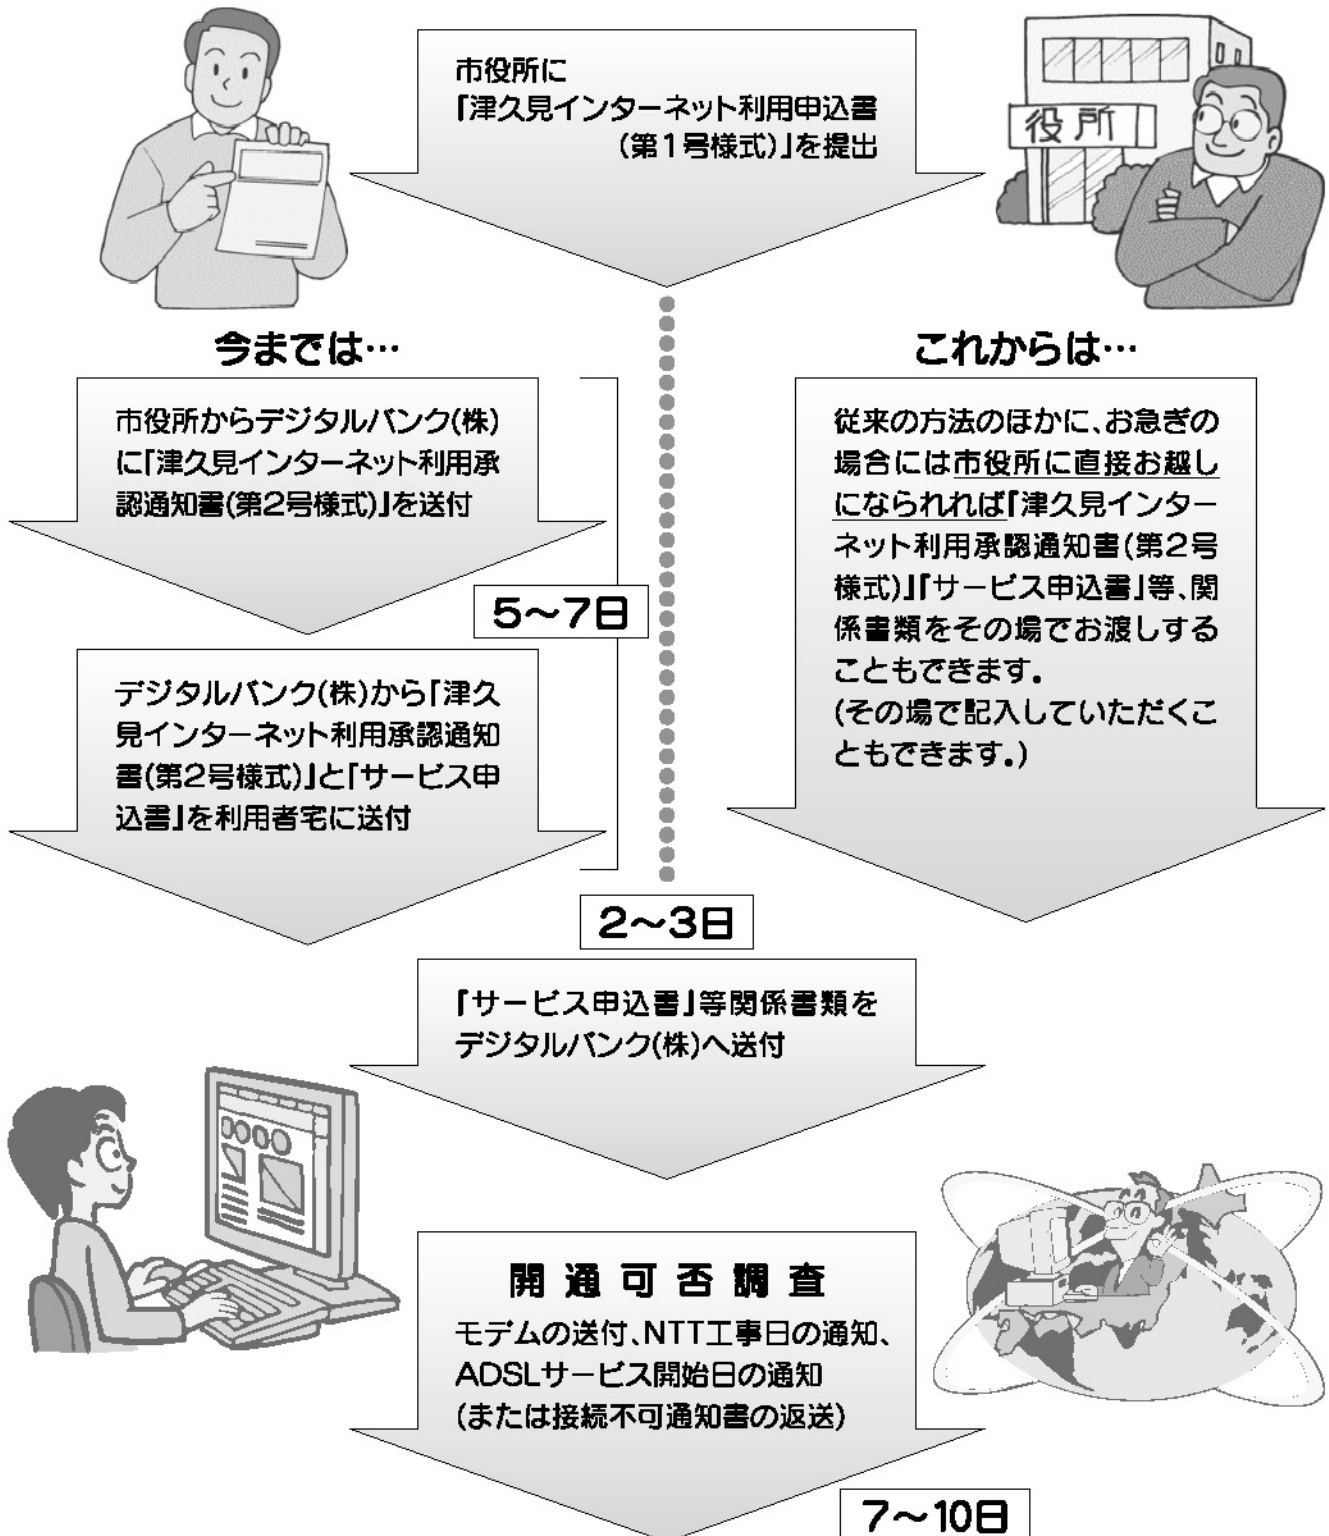 市役所に
『津久見インターネット利用申込書
(第1号様式)』を提出
役所
今までは…
市役所からデジタルバンク(株)
に『津久見インターネット利用承
認通知書(第2号様式)』を送付
5〜7日
デジタルバンク(株)から『津久
見インターネット利用承認通知
書(第2号様式)』と『サービス申
込書』を利用者宅に送付
これからは…
従来の方法のほかに、お急ぎの
場合には市役所に直接お越し
になられれば『津久見インター
ネット利用承認通知書(第2号
様式)』『サービス申込書』等、関
係書類をその場でお渡しする
こともできます。
(その場で記入していただくこ
ともできます。)
2〜3日
『サービス申込書』等関係書類を
デジタルバンク(株)へ送付
開通可否調査
モデムの送付、NTT工事日の通知、
ADSLサービス開始日の通知
(または接続不可通知書の返送)
7〜10日